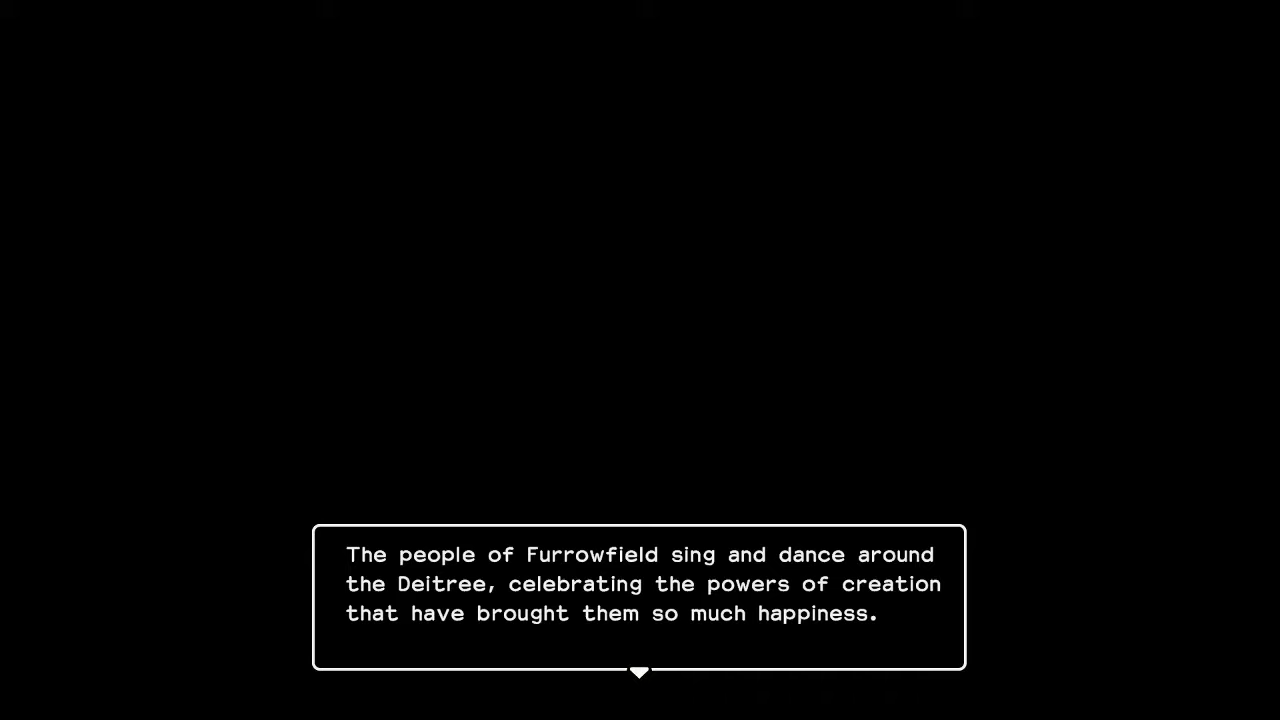 The people of Furrowfield sing and dance around
the Deitree, celebrating the powers of creation
that have brought them so much happiness.